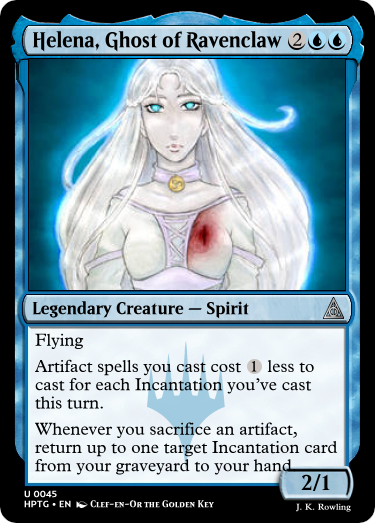 Helena, Ghost of Ravenclaw 2
Legendary Creature — Spirit
Flying
Artifact spells you cast cost 1 less to
cast for each Incantation you've cast
this turn.
Whenever you sacrifice an artifact,
return up to one target Incantation card
from your graveyard to your hand.
2/1
U 0045
HPTG • EN Clef-en-Or the Golden Key
J. K. Rowling